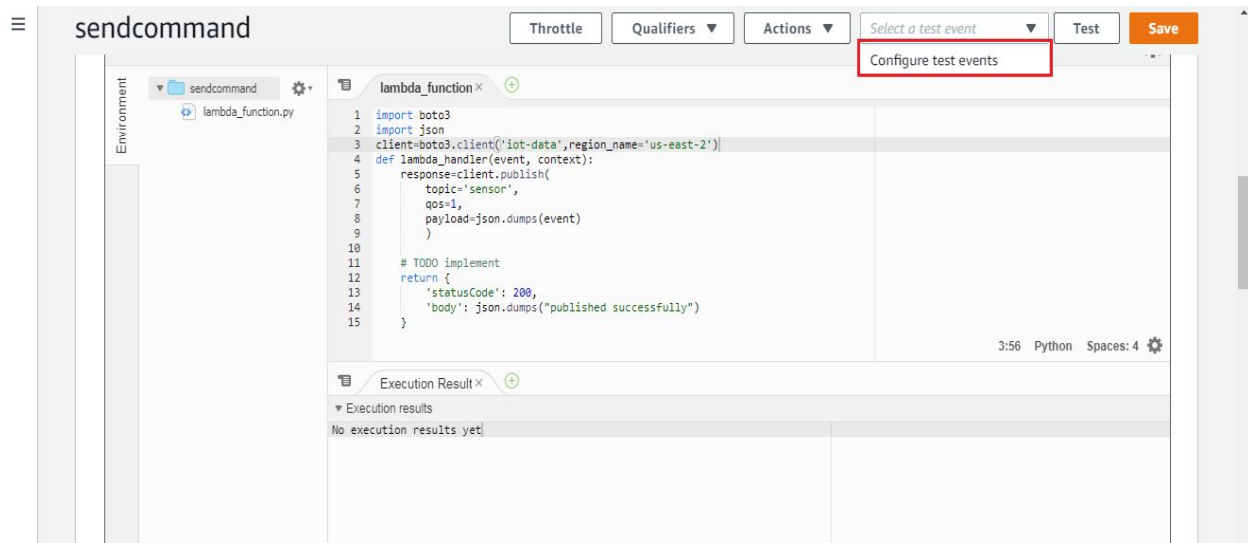 sendcommand
Throttle
Qualifiers ▼
Actions ▼
Select a test event ▼
Test
Save
Configure test events
Environment
sendcommand
lambda_function.py
lambda_function ×
1 import boto3
2 import json
3 client=boto3.client('iot-data',region_name='us-east-2')
4 def lambda_handler(event, context):
5     response=client.publish(
6         topic='sensor',
7         qos=1,
8         payload=json.dumps(event)
9         )
10
11     # TODO implement
12     return {
13         'statusCode': 200,
14         'body': json.dumps("published successfully")
15     }
3:56 Python Spaces: 4
Execution Result ×
▼ Execution results
No execution results yet